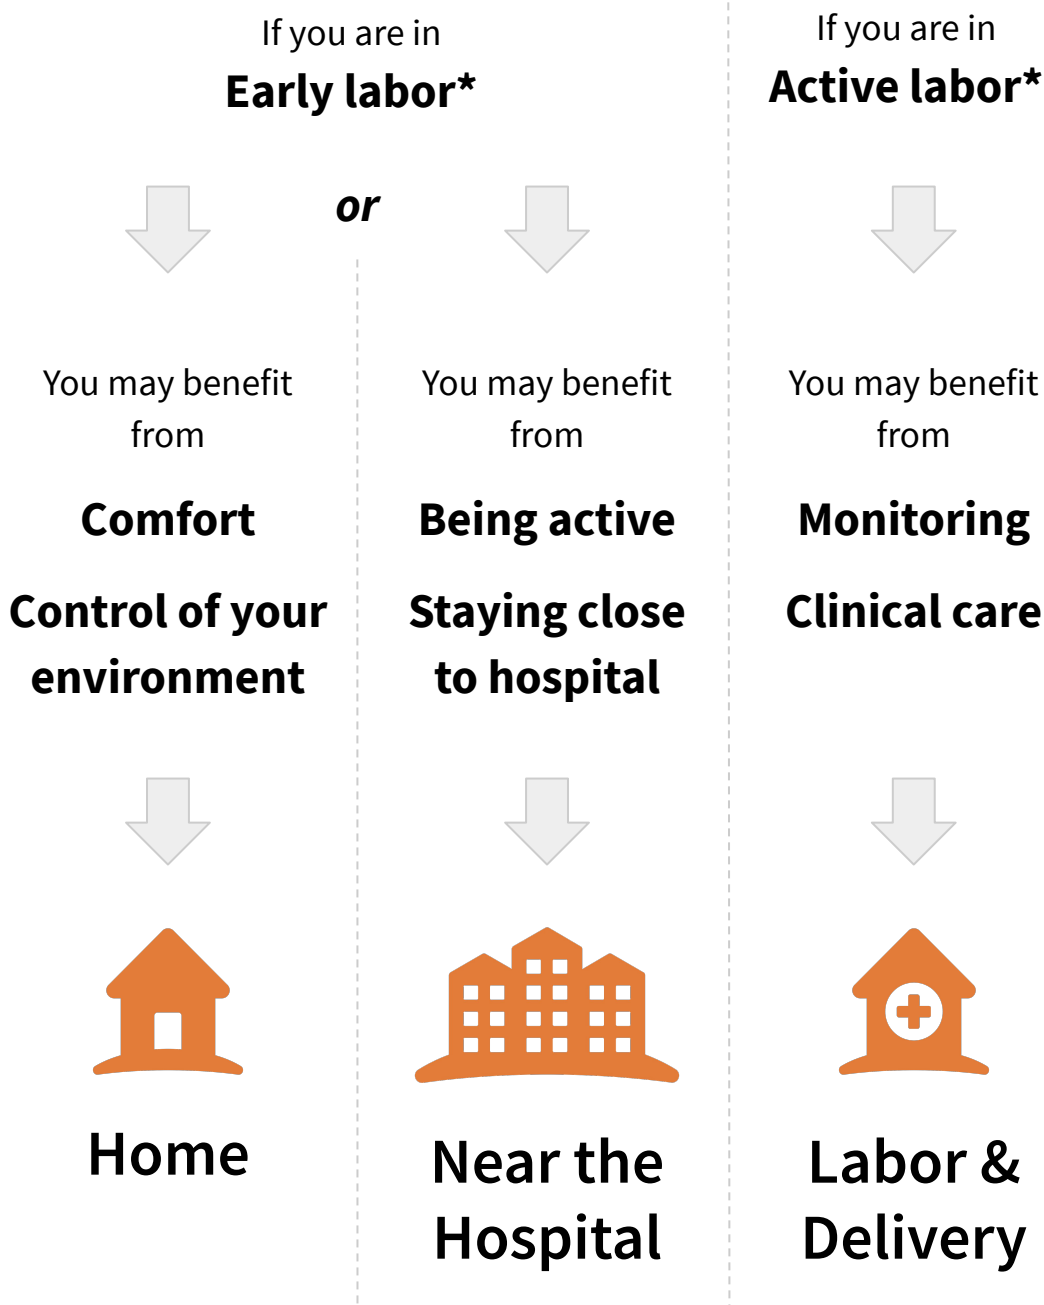 If you are in
Early labor*
or
You may benefit
from
Comfort
Control of your
environment
Home
You may benefit
from
Being active
Staying close
to hospital
Near the
Hospital
If you are in
Active labor*
You may benefit
from
Monitoring
Clinical care
Labor &
Delivery